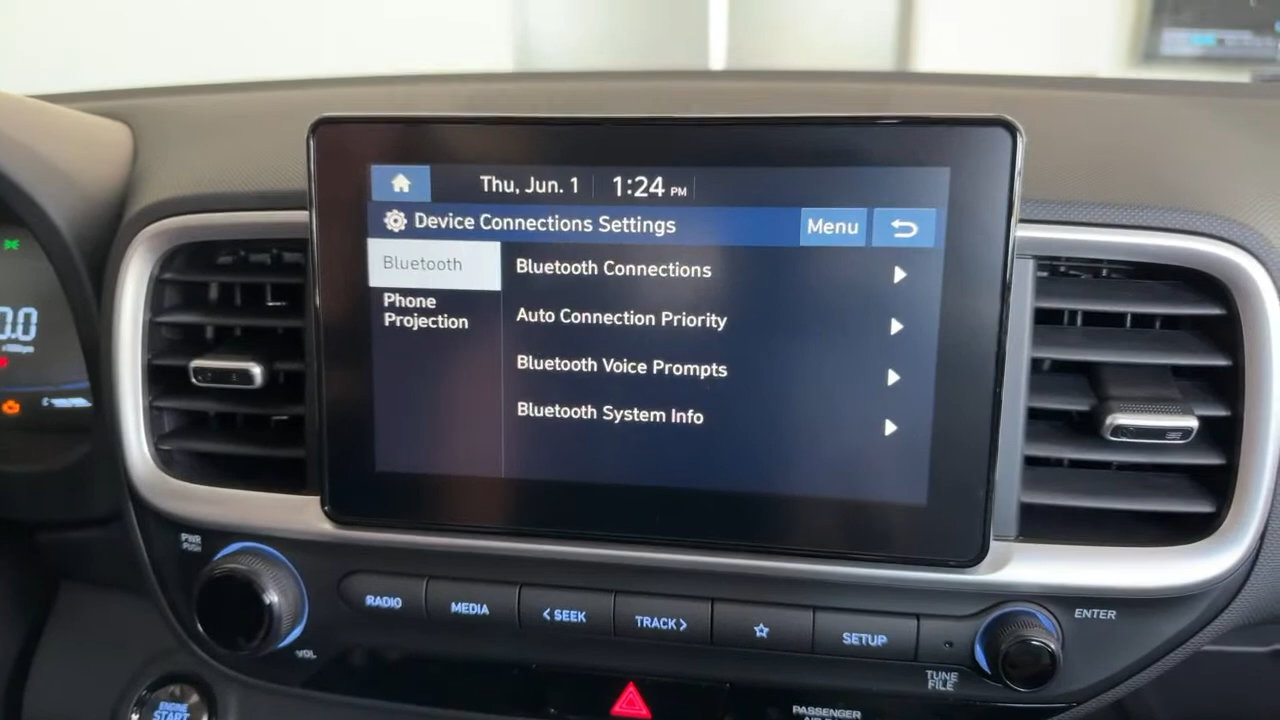 Thu, Jun. 1 1:24 PM
Device Connections Settings Menu
Bluetooth
Phone
Projection
Bluetooth Connections
Auto Connection Priority
Bluetooth Voice Prompts
Bluetooth System Info
PWR
PUSH
VOL
RADIO
MEDIA
< SEEK
TRACK >
SETUP
ENTER
TUNE
FILE
ENGINE
START
PASSENGER
0.0